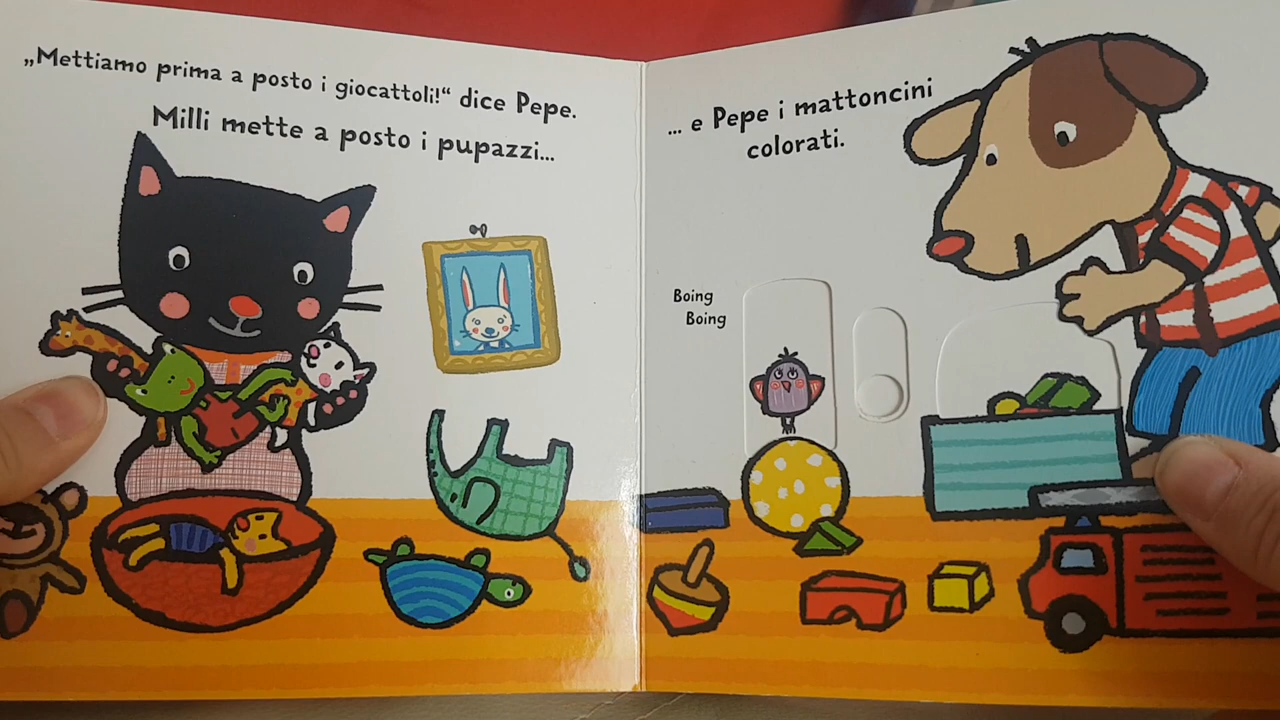 „Mettiamo prima a posto i giocattoli!“ dice Pepe.
Milli mette a posto i pupazzi...
... e Pepe i mattoncini
colorati.
Boing
Boing